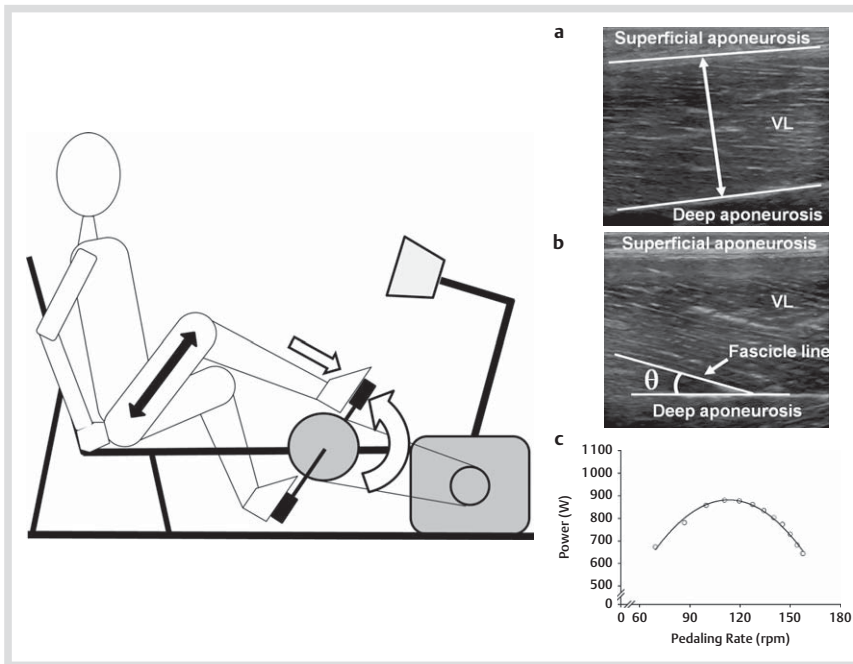 a
Superficial aponeurosis
VL
Deep aponeurosis
b
Superficial aponeurosis
VL
Fascicle line
θ
Deep aponeurosis
c
1100
1000
900
800
700
600
500
0
Power (W)
0 60 90 120 150 180
Pedaling Rate (rpm)